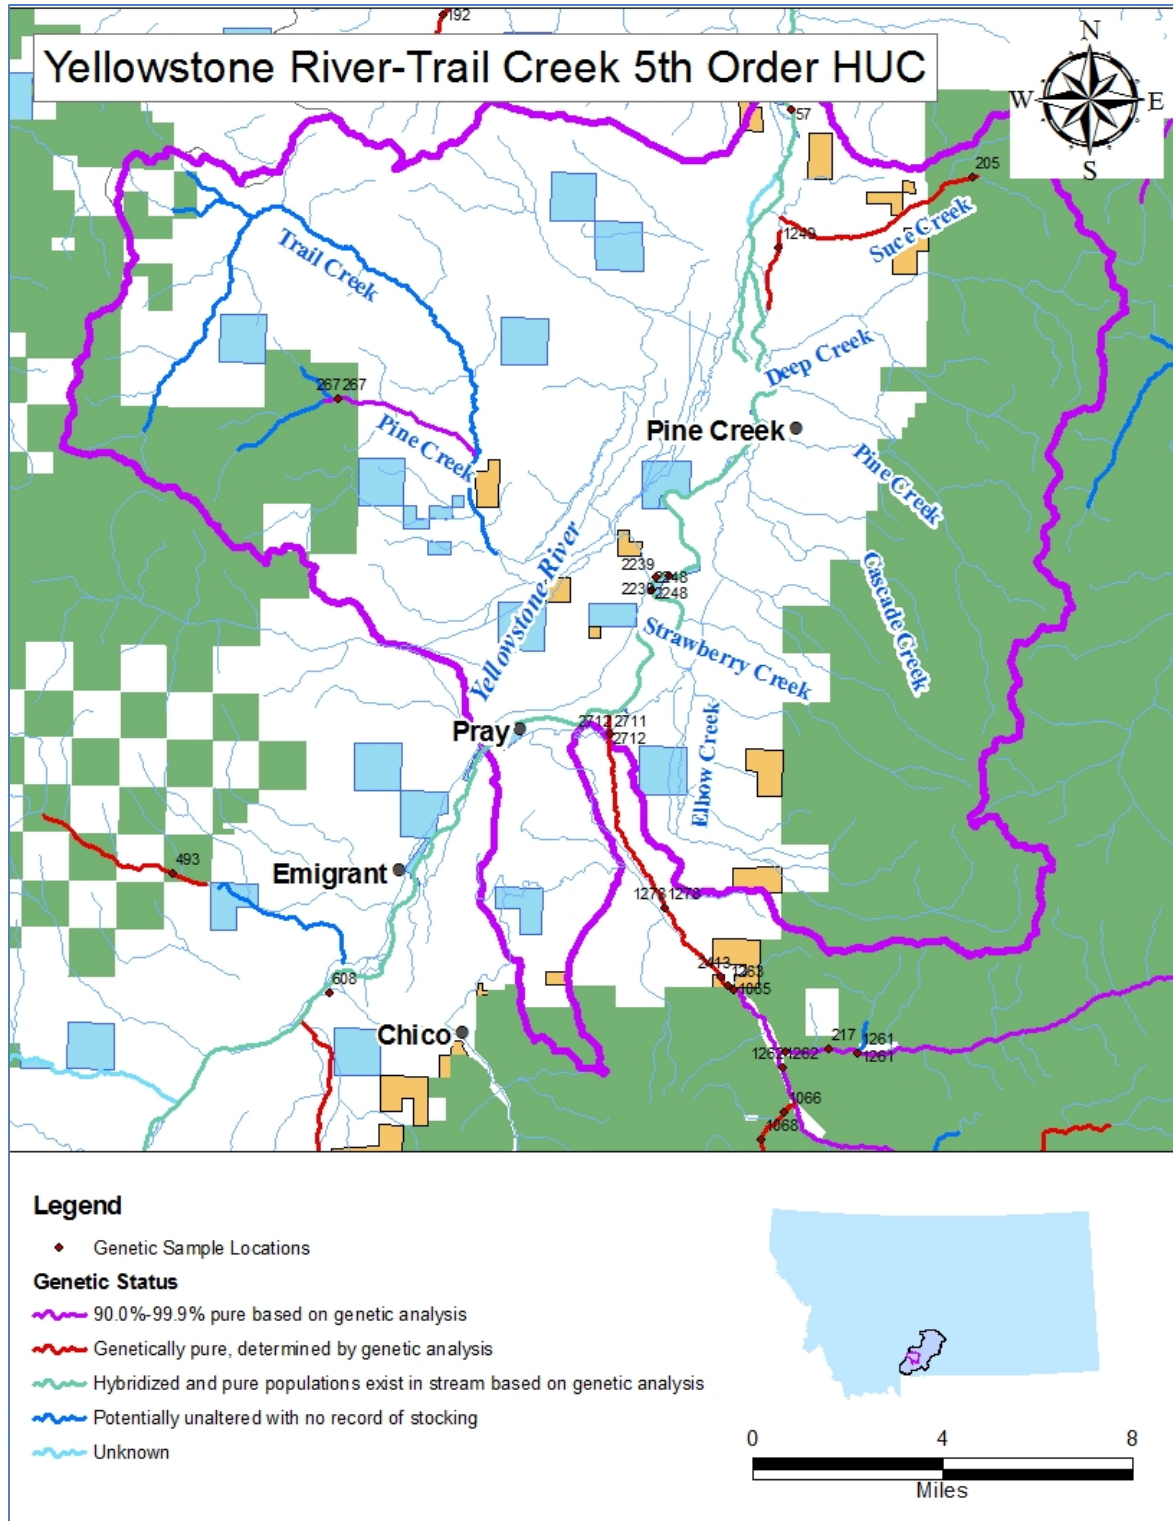 192
Yellowstone River-Trail Creek 5th Order HUC
N
W
E
S
57
205
1249
Suce Creek
Trail Creek
Deep Creek
267 267
Pine Creek
Pine Creek
Pine Creek
Yellowstone River
2239
2248
2248
Cascade Creek
Strawberry Creek
Elbow Creek
Pray
2712
2711
2712
493
Emigrant
1278 1278
2413
1263
1065
608
Chico
217
1261
1261
1262 1262
1066
1068
Legend
Genetic Sample Locations
Genetic Status
90.0%-99.9% pure based on genetic analysis
Genetically pure, determined by genetic analysis
Hybridized and pure populations exist in stream based on genetic analysis
Potentially unaltered with no record of stocking
Unknown
0
4
8
Miles